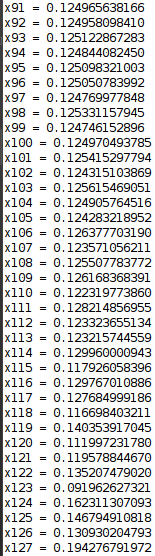 x91 = 0.124965638166
x92 = 0.124958098410
x93 = 0.125122867283
x94 = 0.124844082450
x95 = 0.125098321003
x96 = 0.125050783992
x97 = 0.124769977848
x98 = 0.125331157945
x99 = 0.124746152896
x100 = 0.124970493785
x101 = 0.125415297794
x102 = 0.124315103869
x103 = 0.125615469051
x104 = 0.124905764516
x105 = 0.124283218952
x106 = 0.126377703190
x107 = 0.123571056211
x108 = 0.125507783772
x109 = 0.126168368391
x110 = 0.122319773860
x111 = 0.128214856955
x112 = 0.123323655134
x113 = 0.123215744559
x114 = 0.129960000943
x115 = 0.117926058396
x116 = 0.129767010886
x117 = 0.127684999186
x118 = 0.116698403211
x119 = 0.140353917045
x120 = 0.111997231780
x121 = 0.119578844670
x122 = 0.135207479020
x123 = 0.091962627321
x124 = 0.162311307093
x125 = 0.146794910818
x126 = 0.130930204793
x127 = 0.194276791972